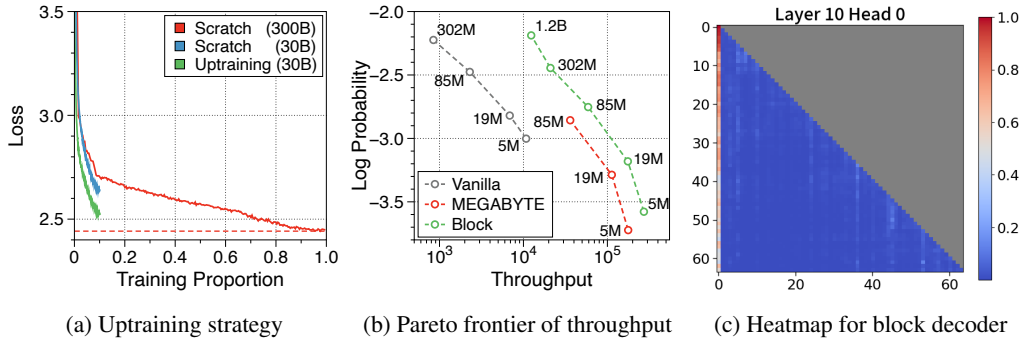 3.5
3.0
2.5
Loss
0.0 0.2 0.4 0.6 0.8 1.0
Training Proportion
Scratch (300B)
Scratch (30B)
Uptraining (30B)
(a) Uptraining strategy
−2.0
−2.5
−3.0
−3.5
Log Probability
302M
85M
19M
5M
1.2B
302M
85M
19M
5M
85M
19M
5M
Vanilla
MEGABYTE
Block
10³ 10⁴ 10⁵
Throughput
(b) Pareto frontier of throughput
Layer 10 Head 0
0
10
20
30
40
50
60
0 20 40 60
1.0
0.8
0.6
0.4
0.2
(c) Heatmap for block decoder